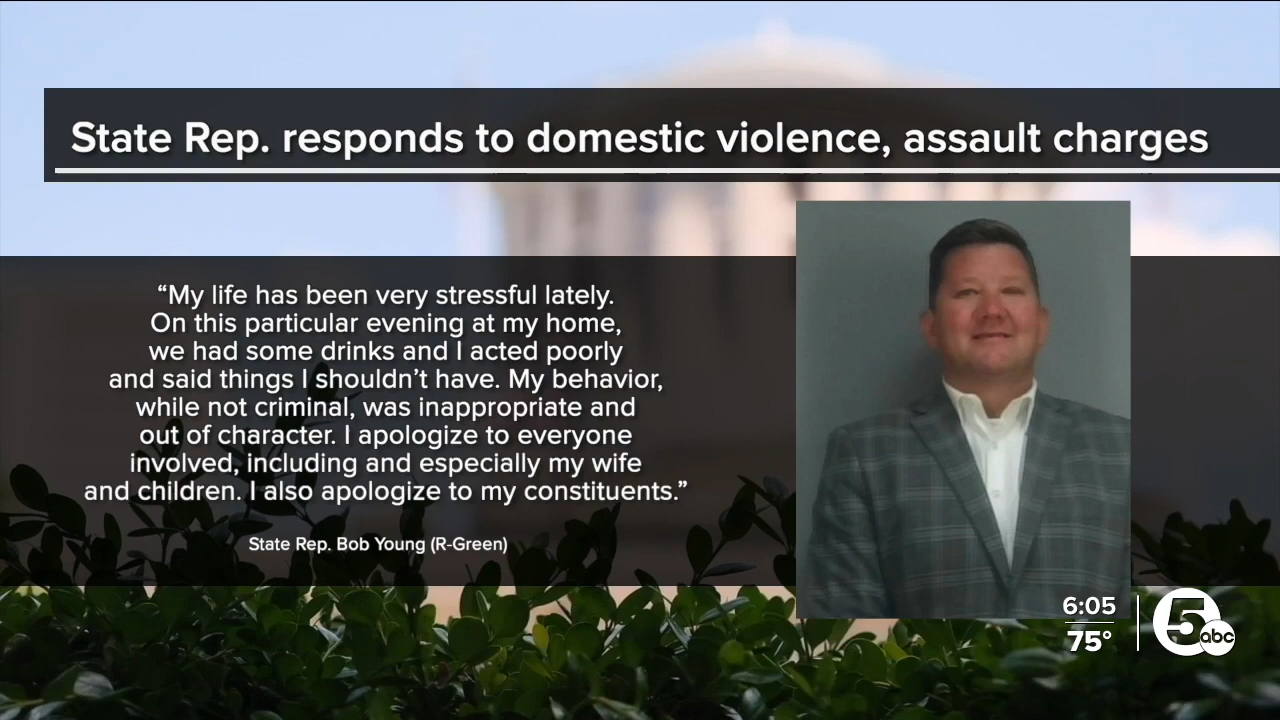 State Rep. responds to domestic violence, assault charges
“My life has been very stressful lately.
On this particular evening at my home,
we had some drinks and I acted poorly
and said things I shouldn’t have. My behavior,
while not criminal, was inappropriate and
out of character. I apologize to everyone
involved, including and especially my wife
and children. I also apologize to my constituents.”
State Rep. Bob Young (R-Green)
6:05
75°
5
abc